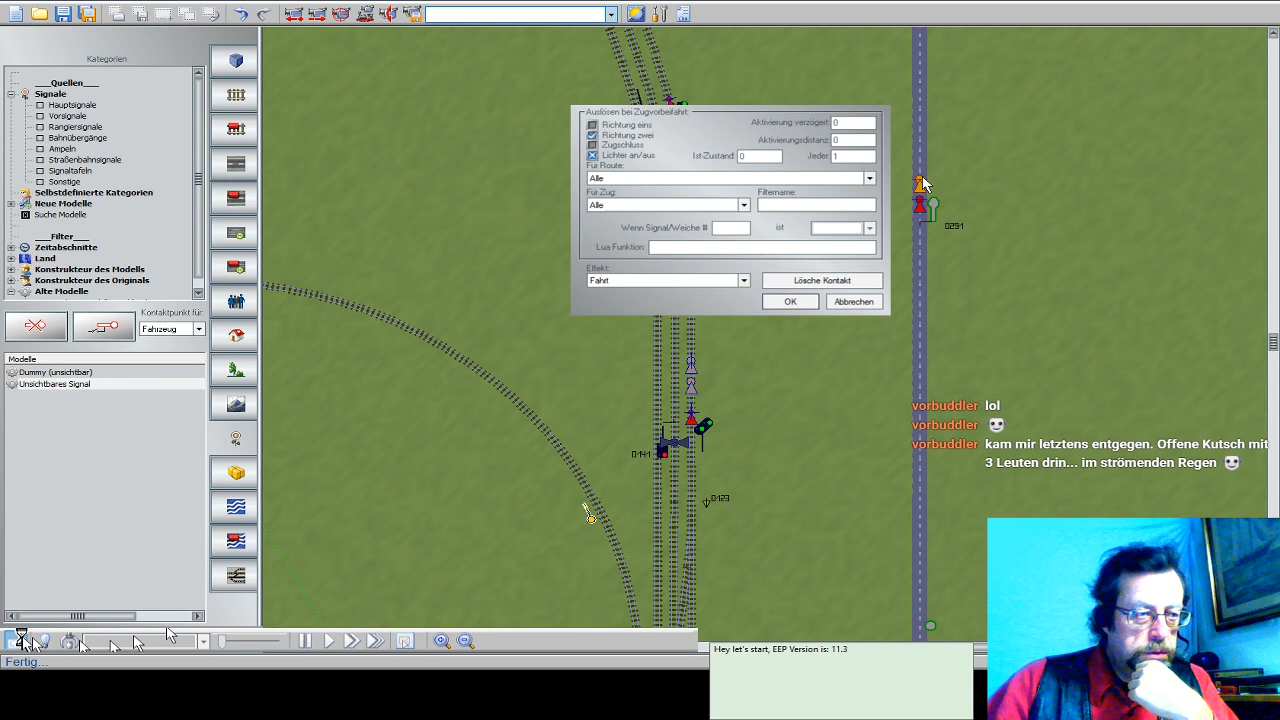 Kategorien
___Quellen___
Signale
Hauptsignale
Vorsignale
Rangiersignale
Bahnübergänge
Ampeln
Straßenbahnsignale
Signaltafeln
Sonstige
Selbstdefinierte Kategorien
Neue Modelle
Suche Modelle
___Filter___
Zeitabschnitte
Land
Konstrukteur des Modells
Konstrukteur des Originals
Alte Modelle
Kontaktpunkt für:
Fahrzeug
Modelle
Dummy (unsichtbar)
Unsichtbares Signal
Fertig...
Auslösen bei Zugvorbeifahrt:
Richtung eins
Richtung zwei
Zugschluss
Lichter an/aus
Aktivierung verzögert: 0
Aktivierungsdistanz: 0
Ist-Zustand: 0
Jeder: 1
Für Route:
Alle
Für Zug:
Alle
Filtername:
Wenn Signal/Weiche #
ist
Lua Funktion:
Effekt:
Fahrt
Lösche Kontakt
OK
Abbrechen
0291
0141
0123
vorbuddler lol
vorbuddler
vorbuddler kam mir letztens entgegen. Offene Kutsch mit
3 Leuten drin... im strömenden Regen
Hey let's start, EEP Version is: 11.3